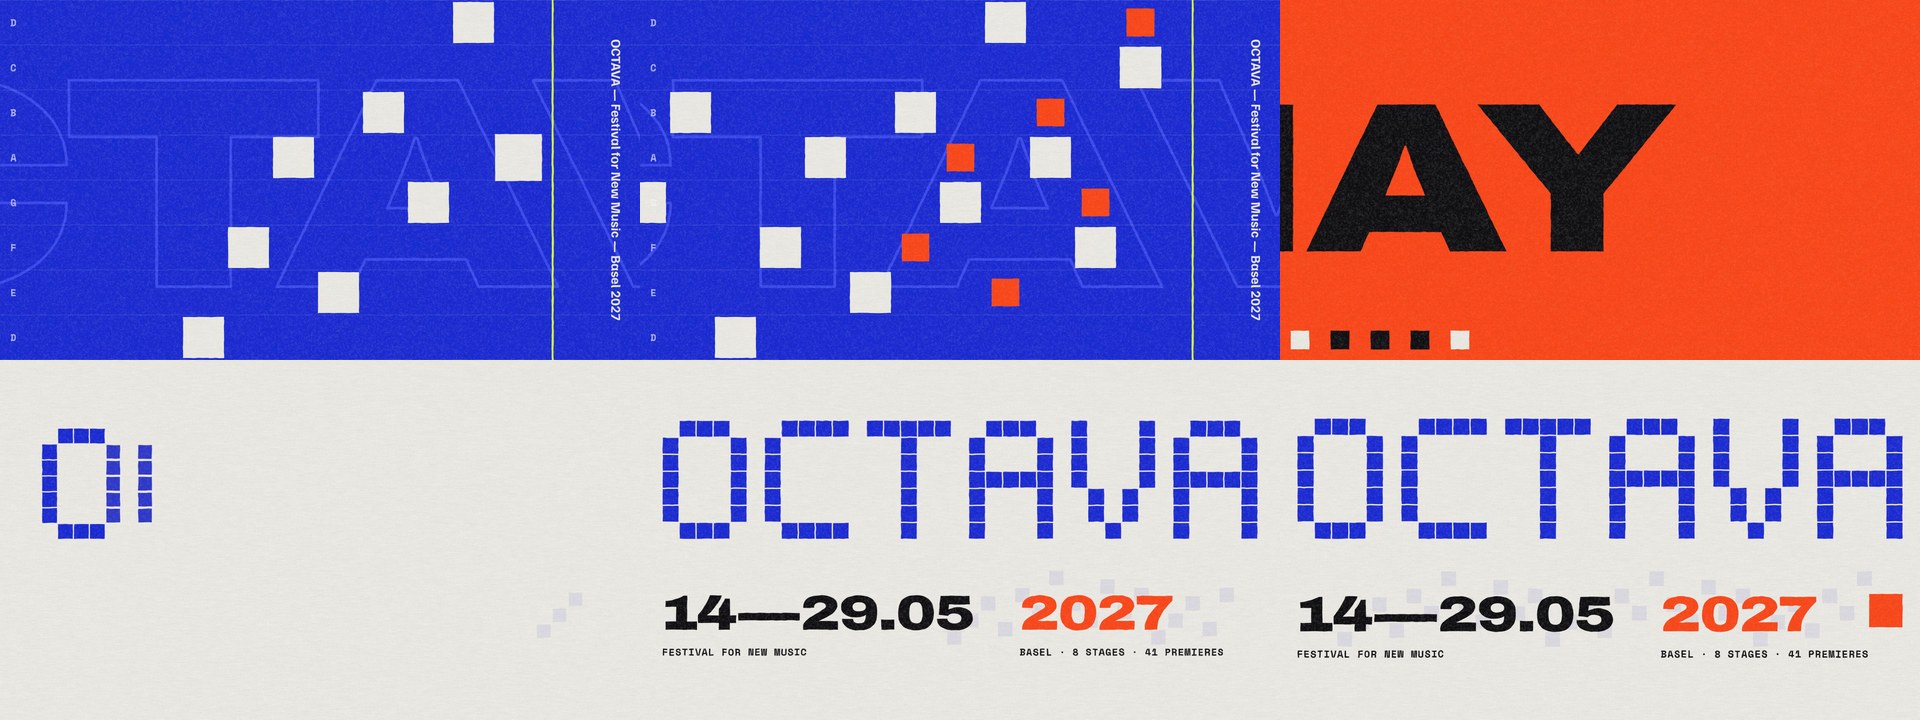 D
C
B
A
G
F
E
D
CTAV
OCTAVA — Festival for New Music — Basel 2027
D
C
B
A
G
F
E
D
CTAV
OCTAVA — Festival for New Music — Basel 2027
AY
O
OCTAVA
14—29.05 2027
FESTIVAL FOR NEW MUSIC BASEL · 8 STAGES · 41 PREMIERES
OCTAVA
14—29.05 2027
FESTIVAL FOR NEW MUSIC BASEL · 8 STAGES · 41 PREMIERES